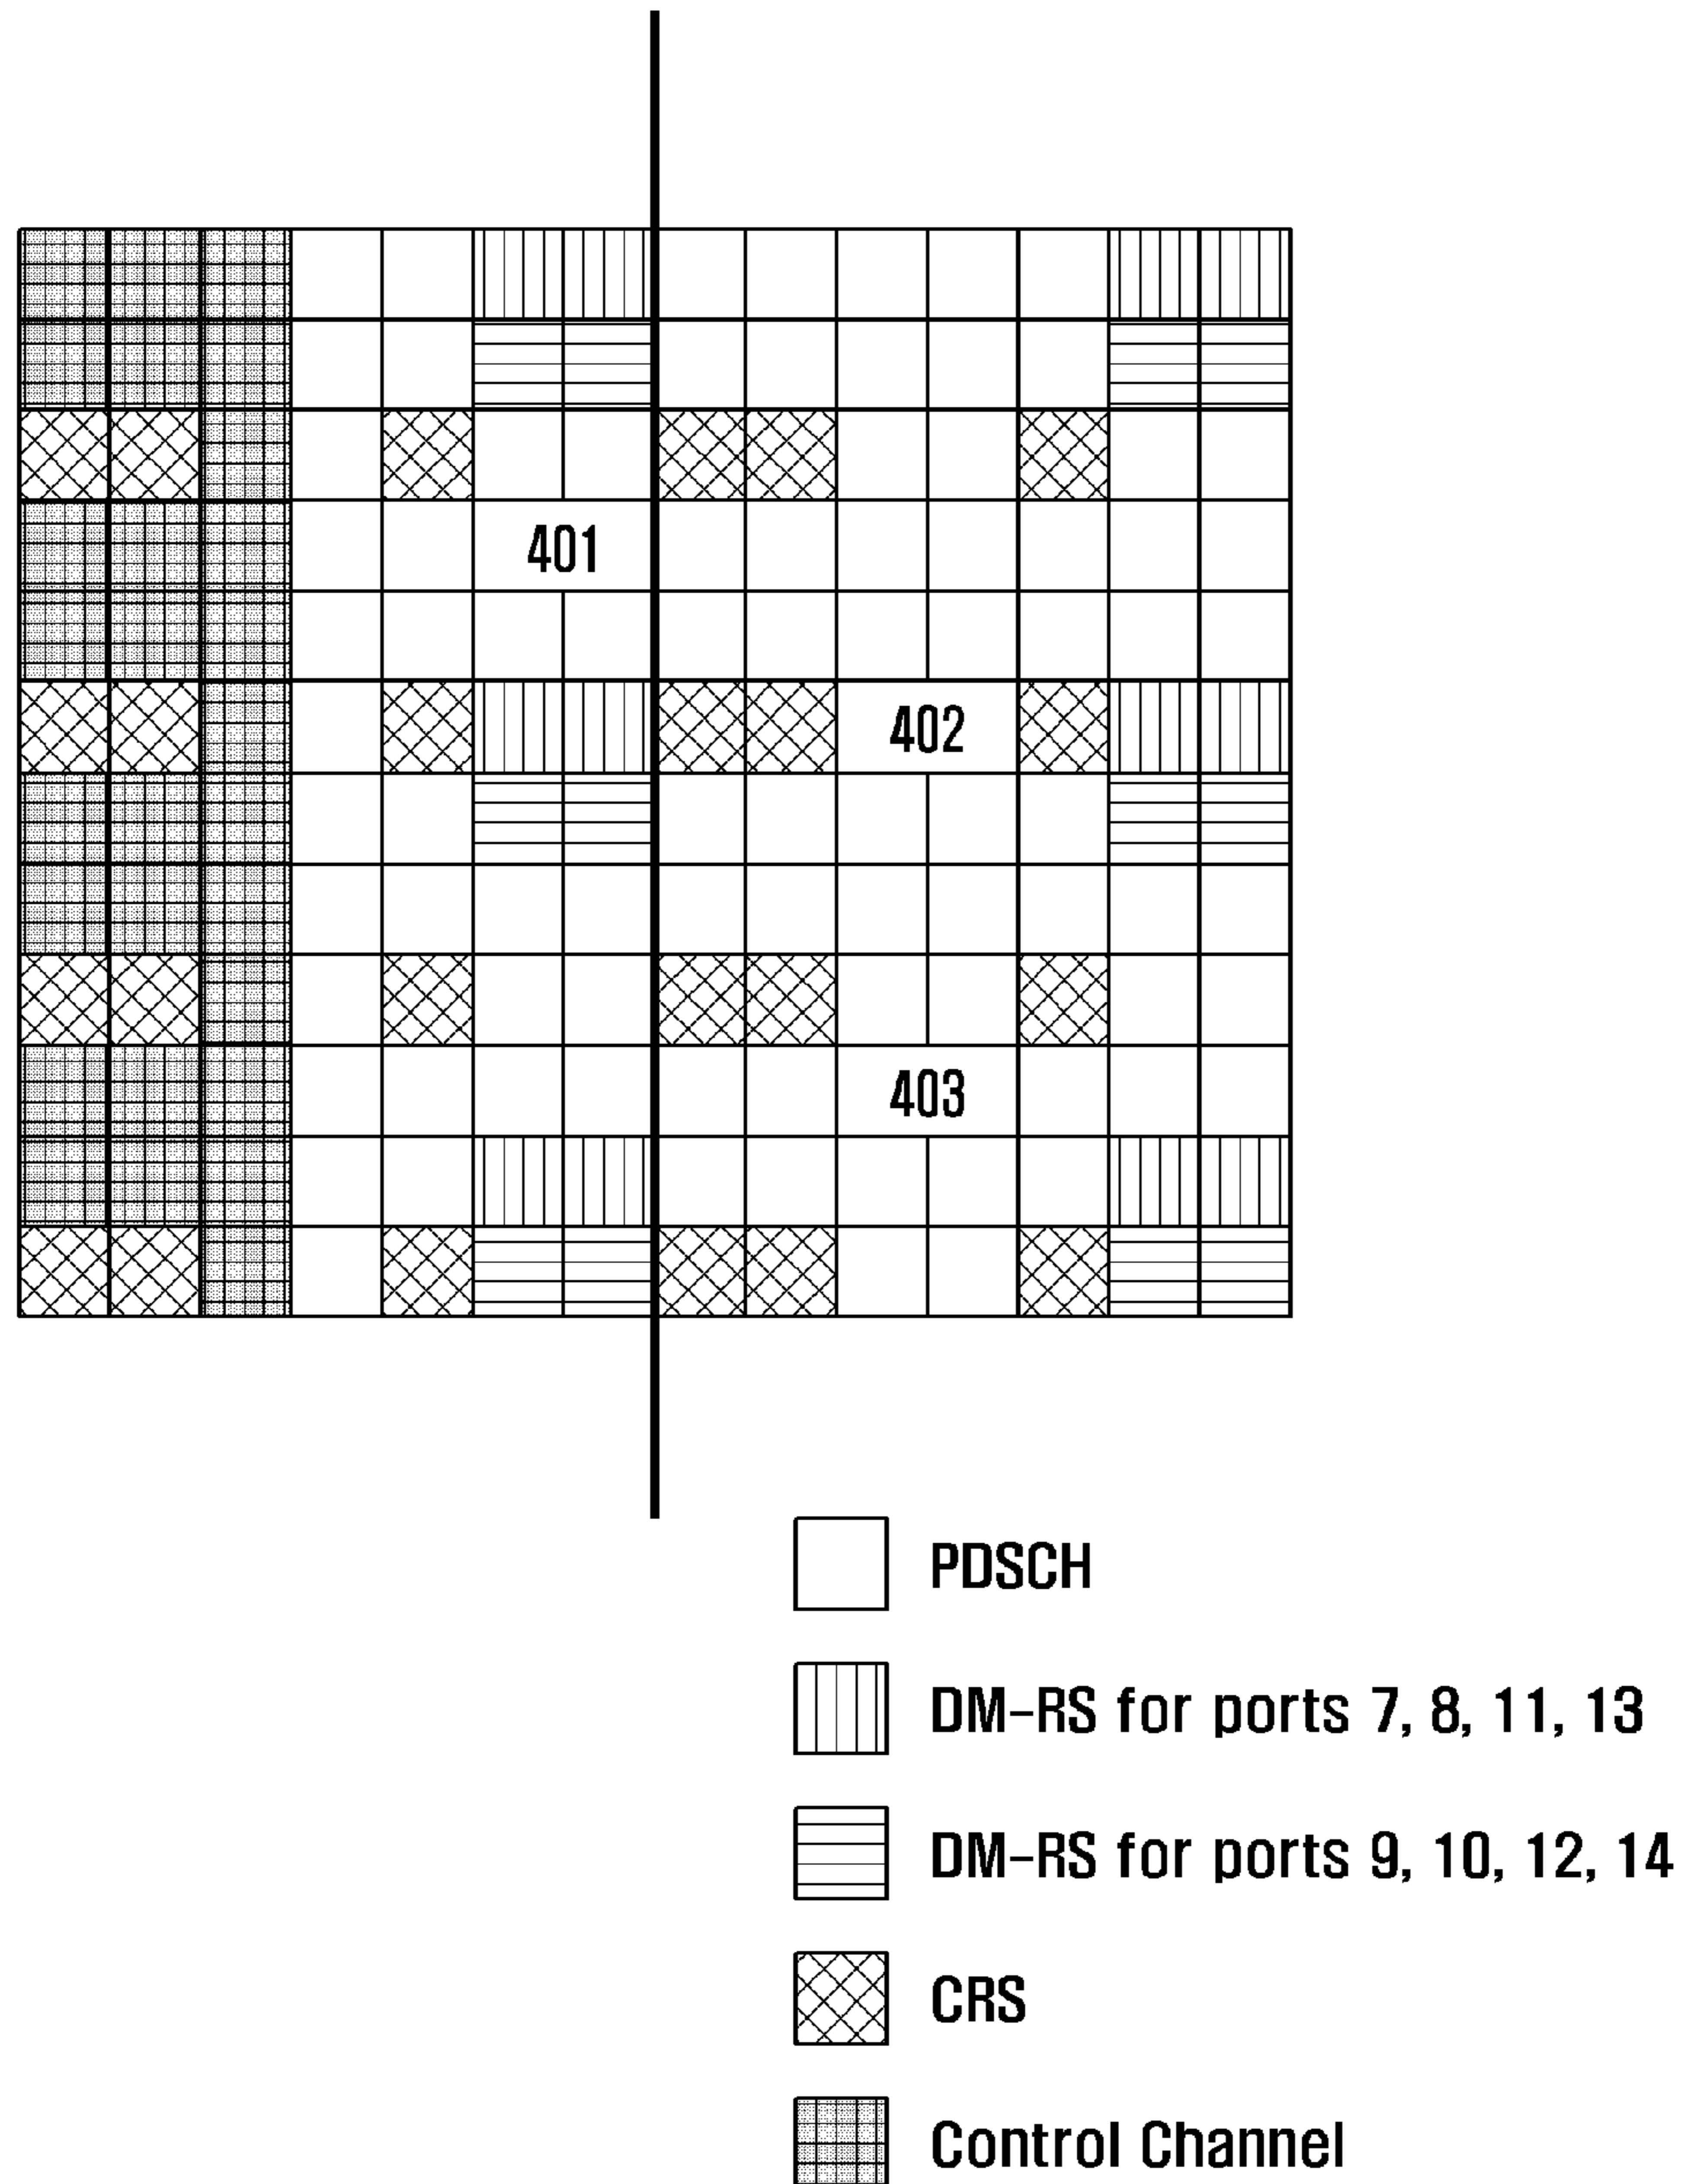 401
402
403
PDSCH
DM-RS for ports 7, 8, 11, 13
DM-RS for ports 9, 10, 12, 14
CRS
Control Channel